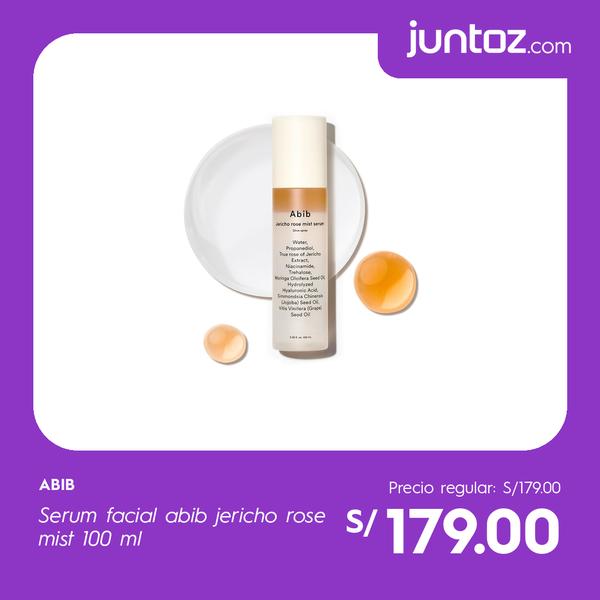 juntoz.com
Abib
Jericho rose mist serum
Glow spray
Water,
Propanediol,
True rose of Jericho
Extract,
Niacinamide,
Trehalose,
Moringa Oleifera Seed Oil,
Hydrolyzed
Hyaluronic Acid,
Simmondsia Chinensis
(Jojoba) Seed Oil,
Vitis Vinifera (Grape)
Seed Oil
ABIB
Serum facial abib jericho rose
mist 100 ml
Precio regular: S/179.00
S/179.00